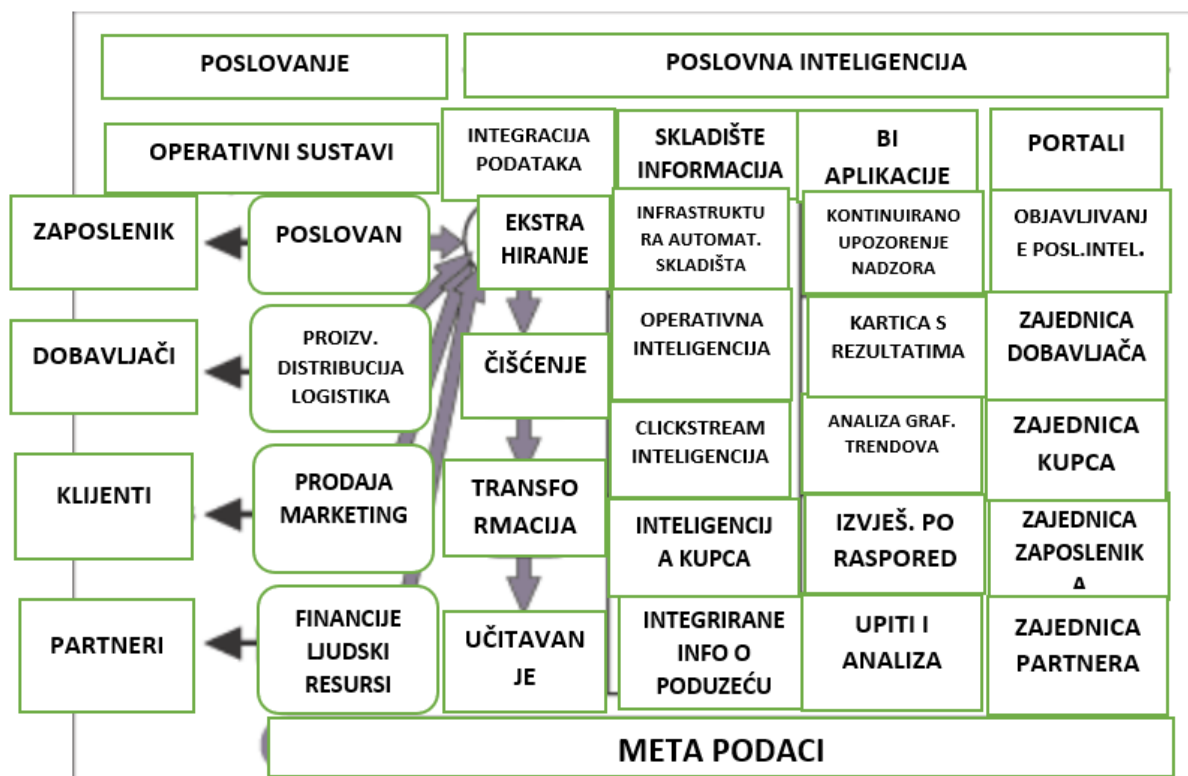 POSLOVANJE
POSLOVNA INTELIGENCIJA
OPERATIVNI SUSTAVI
INTEGRACIJA
PODATAKA
SKLADIŠTE
INFORMACIJA
BI
APLIKACIJE
PORTALI
ZAPOSLENIK
POSLOVAN
EKSTRA
HIRANJE
INFRASTRUKTU
RA AUTOMAT.
SKLADIŠTA
KONTINUIRANO
UPOZORENJE
NADZORA
OBJAVLJIVANJ
E POSL.INTEL.
DOBAVLJAČI
PROIZV.
DISTRIBUCIJA
LOGISTIKA
ČIŠĆENJE
OPERATIVNA
INTELIGENCIJA
KARTICA S
REZULTATIMA
ZAJEDNICA
DOBAVLJAČA
KLIJENTI
PRODAJA
MARKETING
TRANSFO
RMACIJA
CLICKSTREAM
INTELIGENCIJA
ANALIZA GRAF.
TRENDOVA
ZAJEDNICA
KUPCA
INTELIGENCIJ
A KUPCA
IZVJEŠ. PO
RASPORED
ZAJEDNICA
ZAPOSLENIK
A
PARTNERI
FINANCIJE
LJUDSKI
RESURSI
UČITAVAN
JE
INTEGRIRANE
INFO O
PODUZEĆU
UPITI I
ANALIZA
ZAJEDNICA
PARTNERA
META PODACI